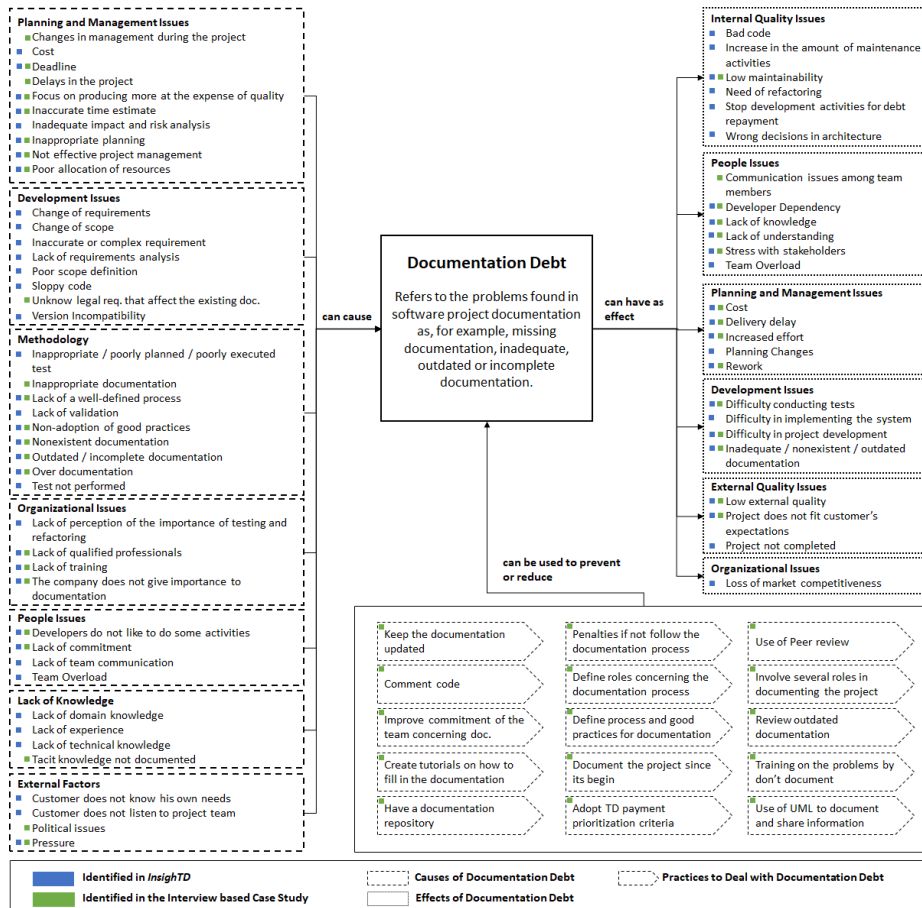 Planning and Management Issues
Changes in management during the project
Cost
Deadline
Delays in the project
Focus on producing more at the expense of quality
Inaccurate time estimate
Inadequate impact and risk analysis
Inappropriate planning
Not effective project management
Poor allocation of resources
Development Issues
Change of requirements
Change of scope
Inaccurate or complex requirement
Lack of requirements analysis
Poor scope definition
Sloppy code
Unknow legal req. that affect the existing doc.
Version Incompatibility
Methodology
Inappropriate / poorly planned / poorly executed
test
Inappropriate documentation
Lack of a well-defined process
Lack of validation
Non-adoption of good practices
Nonexistent documentation
Outdated / incomplete documentation
Over documentation
Test not performed
Organizational Issues
Lack of perception of the importance of testing and
refactoring
Lack of qualified professionals
Lack of training
The company does not give importance to
documentation
People Issues
Developers do not like to do some activities
Lack of commitment
Lack of team communication
Team Overload
Lack of Knowledge
Lack of domain knowledge
Lack of experience
Lack of technical knowledge
Tacit knowledge not documented
External Factors
Customer does not know his own needs
Customer does not listen to project team
Political issues
Pressure
can cause
Documentation Debt
Refers to the problems found in
software project documentation
as, for example, missing
documentation, inadequate,
outdated or incomplete
documentation.
can have as
effect
Internal Quality Issues
Bad code
Increase in the amount of maintenance
activities
Low maintainability
Need of refactoring
Stop development activities for debt
repayment
Wrong decisions in architecture
People Issues
Communication issues among team
members
Developer Dependency
Lack of knowledge
Lack of understanding
Stress with stakeholders
Team Overload
Planning and Management Issues
Cost
Delivery delay
Increased effort
Planning Changes
Rework
Development Issues
Difficulty conducting tests
Difficulty in implementing the system
Difficulty in project development
Inadequate / nonexistent / outdated
documentation
External Quality Issues
Low external quality
Project does not fit customer's
expectations
Project not completed
Organizational Issues
Loss of market competitiveness
can be used to prevent
or reduce
Keep the documentation
updated
Penalties if not follow the
documentation process
Use of Peer review
Comment code
Define roles concerning the
documentation process
Involve several roles in
documenting the project
Improve commitment of the
team concerning doc.
Define process and good
practices for documentation
Review outdated
documentation
Create tutorials on how to
fill in the documentation
Document the project since
its begin
Training on the problems by
don't document
Have a documentation
repository
Adopt TD payment
prioritization criteria
Use of UML to document
and share information
Identified in InsighTD
Causes of Documentation Debt
Practices to Deal with Documentation Debt
Identified in the Interview based Case Study
Effects of Documentation Debt